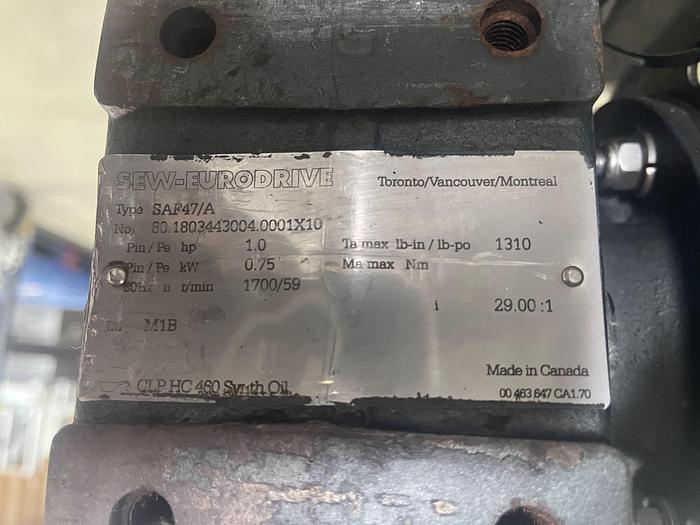 SEW-EURODRIVE Toronto/Vancouver/Montreal
Type SAF47/A
No. 80.1803443004.0001X10
Pin / Pe hp 1.0 Ta max lb-in / lb-po 1310
Pin / Pe kW 0.75 Ma max Nm
60Hz n r/min 1700/59
i 29.00 :1
IM M1B
Made in Canada
CLP HC 460 Synth Oil 00 463 647 CA1.70